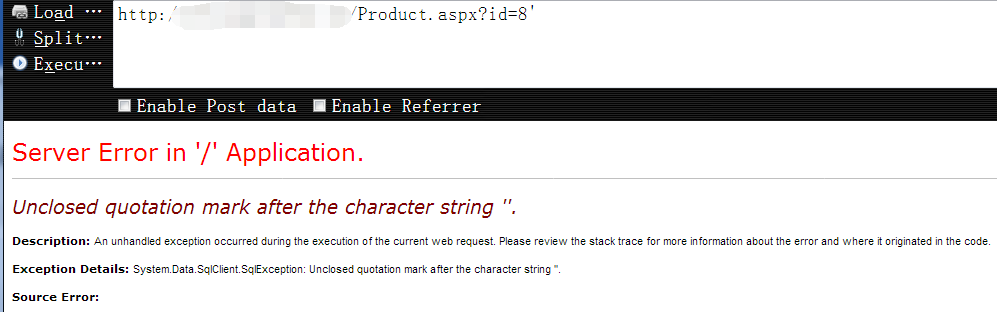 Load ...
http:/ /Product.aspx?id=8'
Split...
Execu...
Enable Post data Enable Referrer
Server Error in '/' Application.
Unclosed quotation mark after the character string ''.
Description: An unhandled exception occurred during the execution of the current web request. Please review the stack trace for more information about the error and where it originated in the code.
Exception Details: System.Data.SqlClient.SqlException: Unclosed quotation mark after the character string ''.
Source Error: